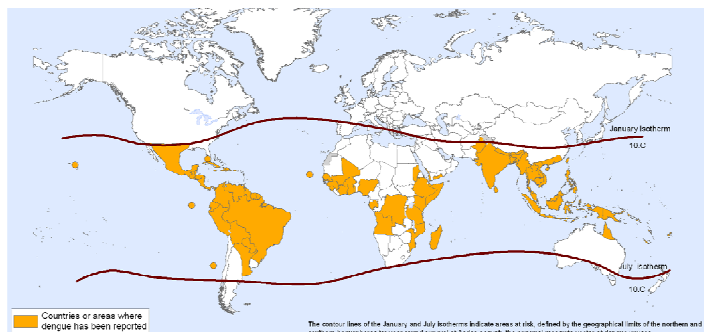 January Isotherm
10.C
July Isotherm
10.C
Countries or areas where
dengue has been reported
The contour lines of the January and July Isotherms indicate areas at risk, defined by the geographical limits of the northern and